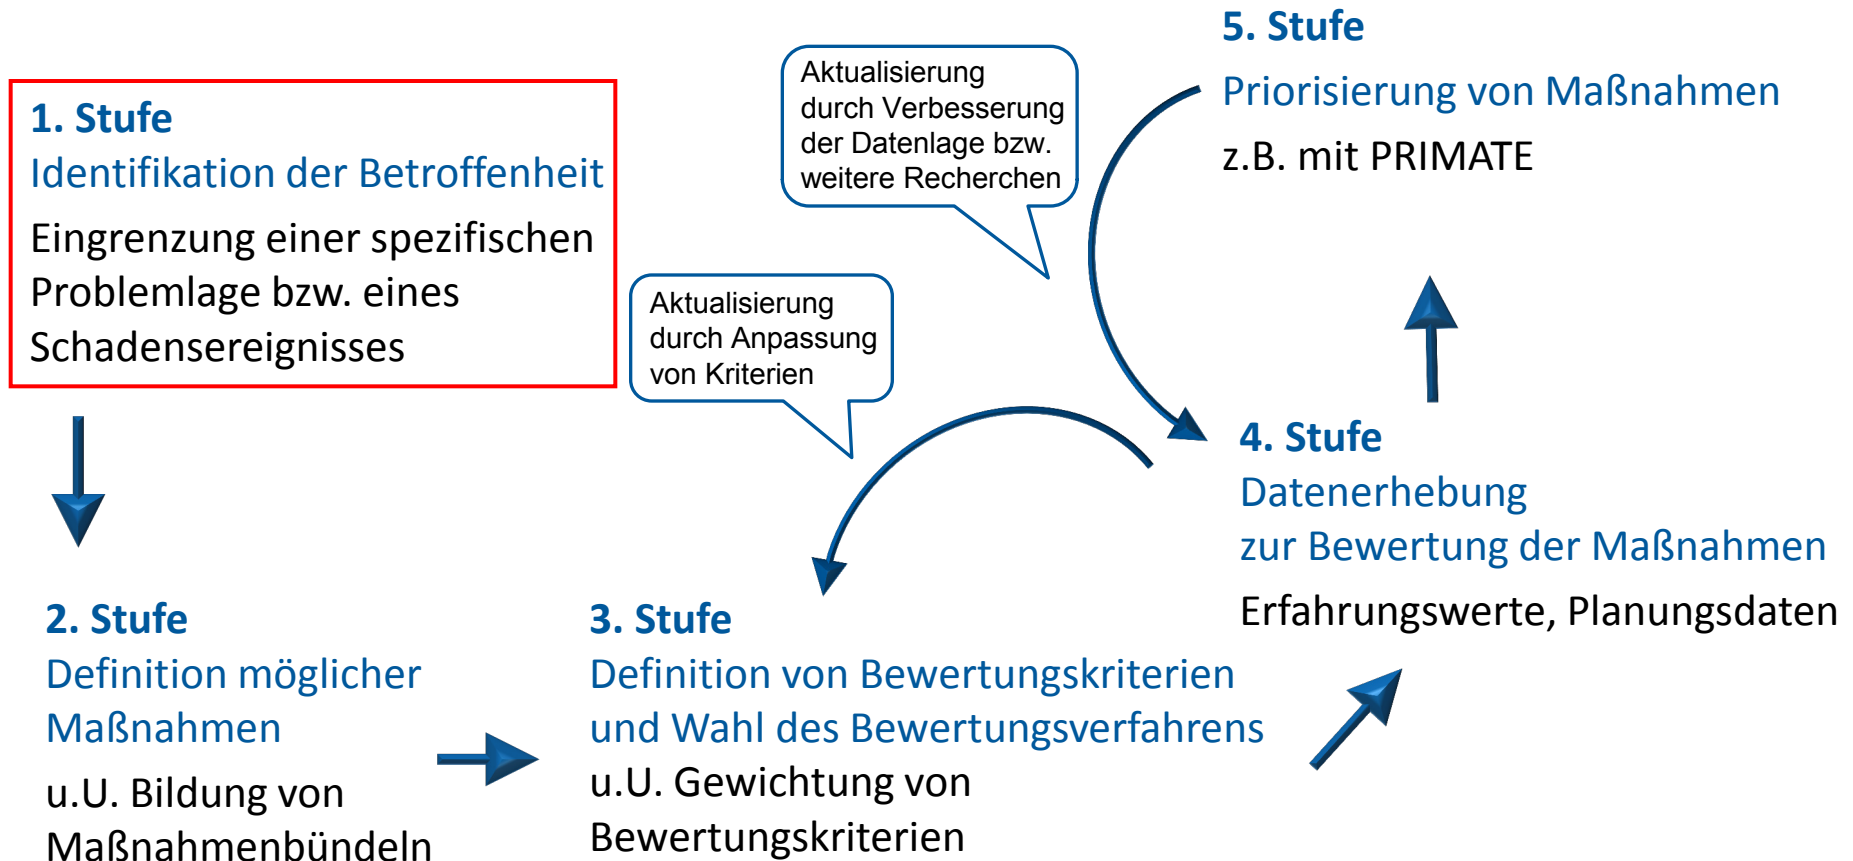 1. Stufe
Identifikation der Betroffenheit
Eingrenzung einer spezifischen
Problemlage bzw. eines
Schadensereignisses
2. Stufe
Definition möglicher
Maßnahmen
u.U. Bildung von
Maßnahmenbündeln
3. Stufe
Definition von Bewertungskriterien
und Wahl des Bewertungsverfahrens
u.U. Gewichtung von
Bewertungskriterien
Aktualisierung
durch Anpassung
von Kriterien
4. Stufe
Datenerhebung
zur Bewertung der Maßnahmen
Erfahrungswerte, Planungsdaten
Aktualisierung
durch Verbesserung
der Datenlage bzw.
weitere Recherchen
5. Stufe
Priorisierung von Maßnahmen
z.B. mit PRIMATE